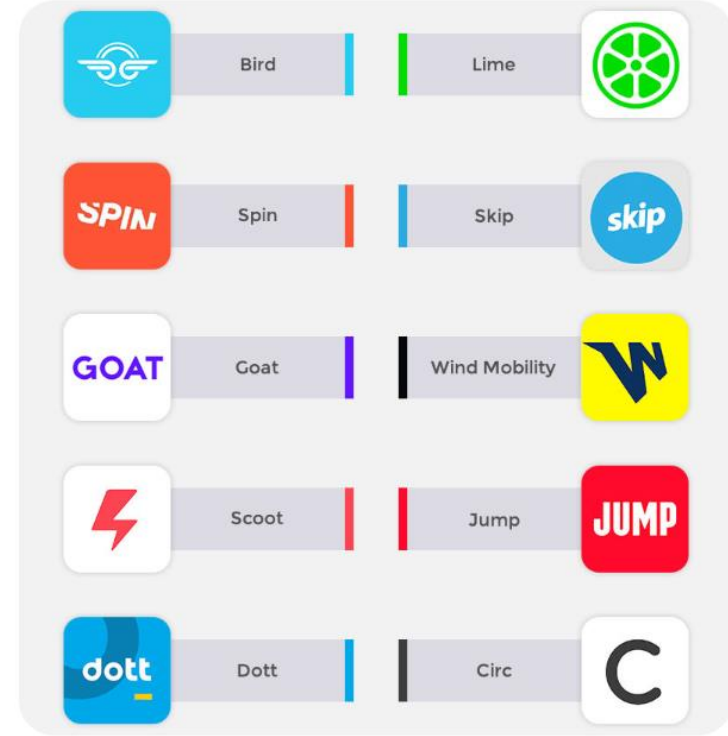 Bird
Lime
SPIN
Spin
Skip
skip
GOAT
Goat
Wind Mobility
W
Scoot
Jump
JUMP
dott
Dott
Circ
C